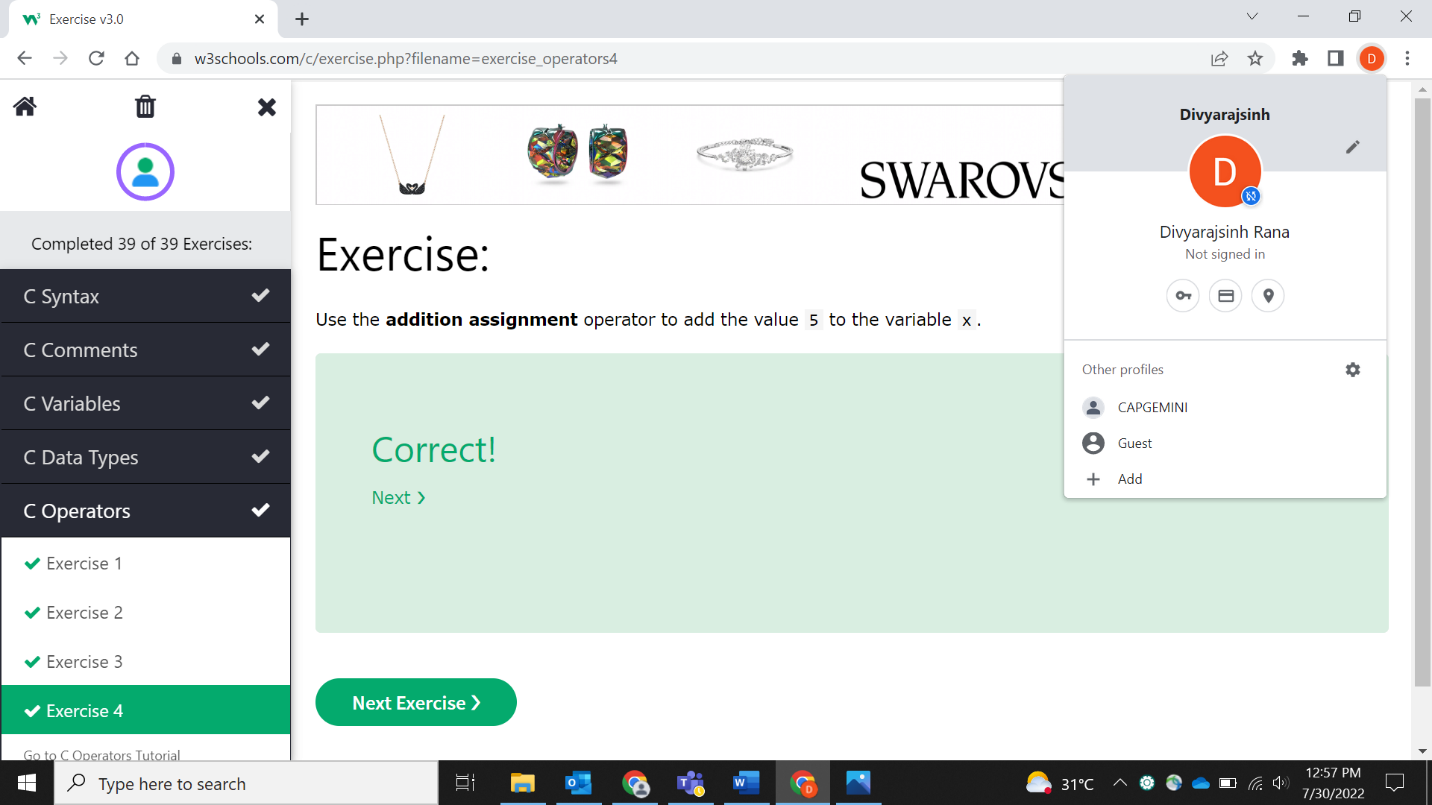 Exercise v3.0
w3schools.com/c/exercise.php?filename=exercise_operators4
D
Completed 39 of 39 Exercises:
C Syntax
C Comments
C Variables
C Data Types
C Operators
Exercise 1
Exercise 2
Exercise 3
Exercise 4
Go to C Operators Tutorial
SWAROVS
Exercise:
Use the addition assignment operator to add the value 5 to the variable x.
Correct!
Next ❯
Next Exercise ❯
Divyarajsinh
D
Divyarajsinh Rana
Not signed in
Other profiles
CAPGEMINI
Guest
Add
Type here to search
31°C
12:57 PM
7/30/2022